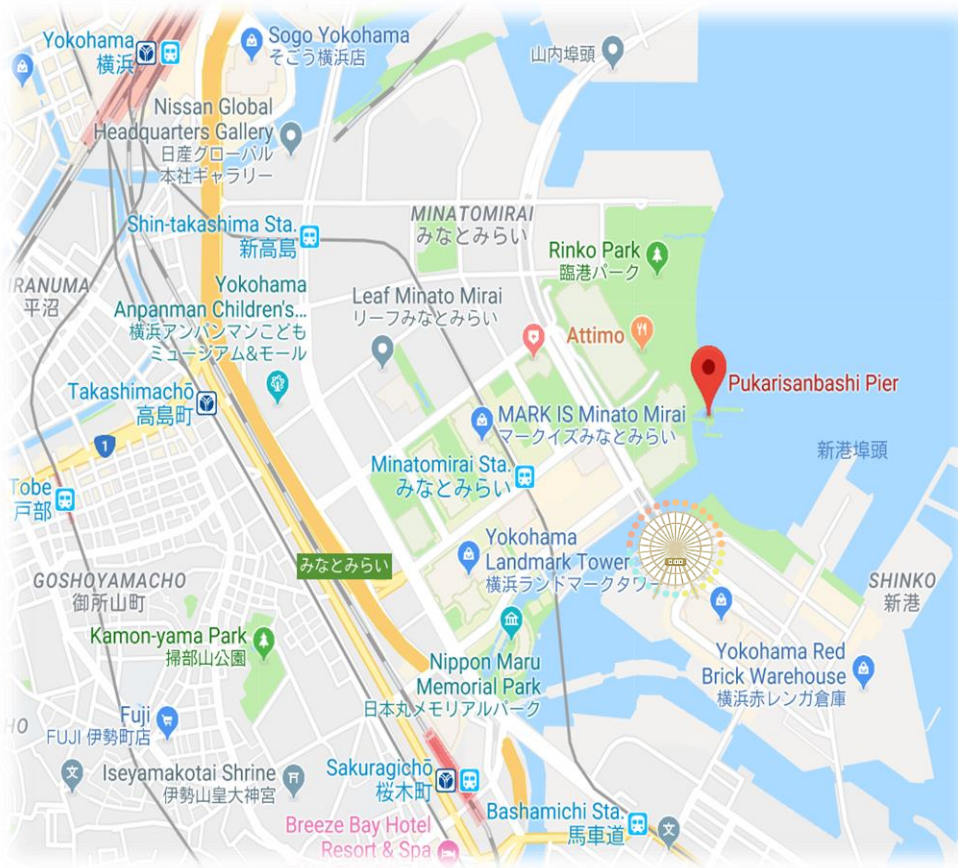 Yokohama
横浜
Sogo Yokohama
そごう横浜店
山内埠頭
Nissan Global
Headquarters Gallery
日産グローバル
本社ギャラリー
Shin-takashima Sta.
新高島
MINATOMIRAI
みなとみらい
Rinko Park
臨港パーク
IRANUMA
平沼
Yokohama
Anpanman Children's...
横浜アンパンマンこども
ミュージアム&モール
Leaf Minato Mirai
リーフみなとみらい
Attimo
Pukarisanbashi Pier
Takashimachō
高島町
1
MARK IS Minato Mirai
マークイズみなとみらい
新港埠頭
Minatomirai Sta.
みなとみらい
Tobe
戸部
みなとみらい
Yokohama
Landmark Tower
横浜ランドマークタワー
GOSHOYAMACHO
御所山町
SHINKO
新港
Kamon-yama Park
掃部山公園
Nippon Maru
Memorial Park
日本丸メモリアルパーク
Yokohama Red
Brick Warehouse
横浜赤レンガ倉庫
HO
Fuji
FUJI 伊勢町店
文
Iseyamakotai Shrine
伊勢山皇大神宮
Sakuragichō
桜木町
Bashamichi Sta.
馬車道
文
Breeze Bay Hotel
Resort & Spa